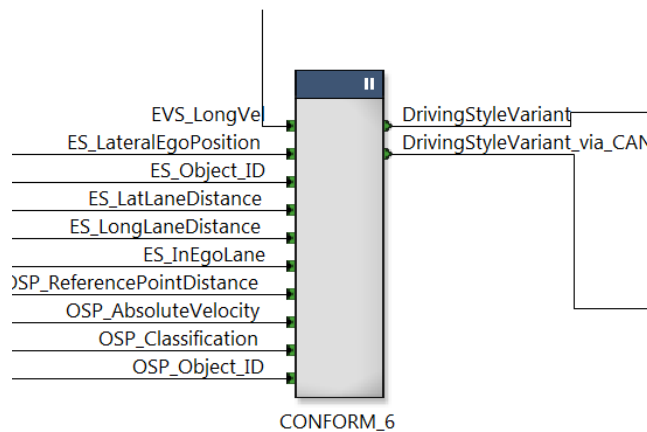 EVS_LongVel
DrivingStyleVariant
ES_LateralEgoPosition
DrivingStyleVariant_via_CAN
ES_Object_ID
ES_LatLaneDistance
ES_LongLaneDistance
ES_InEgoLane
OSP_ReferencePointDistance
OSP_AbsoluteVelocity
OSP_Classification
OSP_Object_ID
CONFORM_6